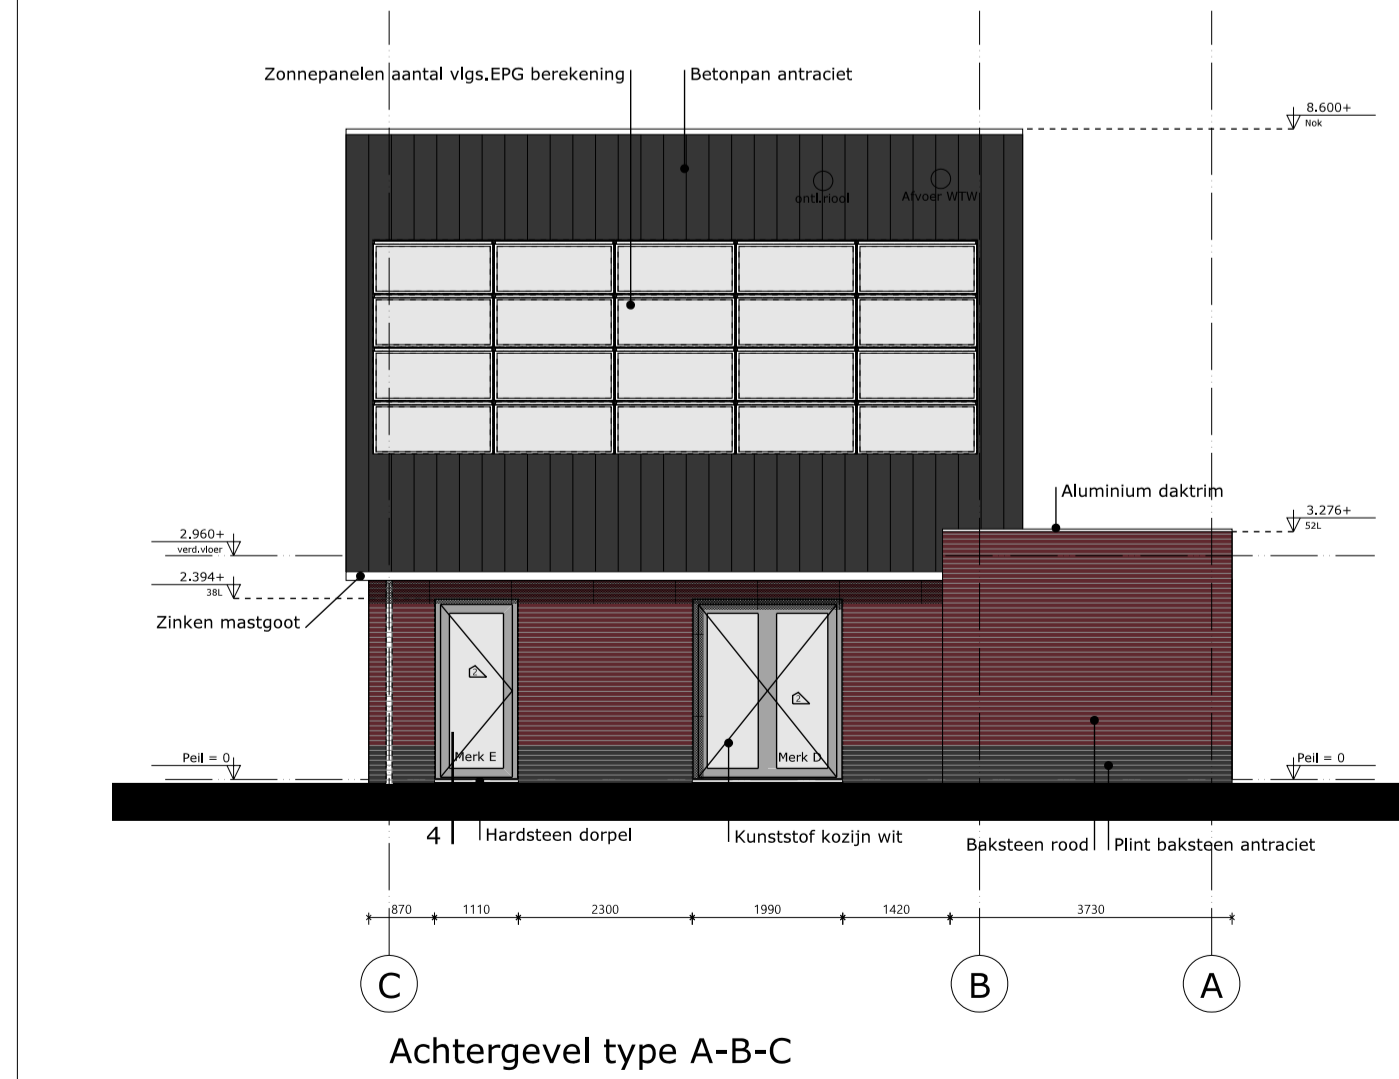 Zonnepanelen aantal vlgs.EPG berekening
Betonpan antraciet
8.600+
Nok
ontl.riool
Afvoer WTW
Aluminium daktrim
3.276+
52L
2.960+
verd.vloer
2.394+
38L
Zinken mastgoot
2
2
Peil = 0
Merk E
Merk D
Peil = 0
4
Hardsteen dorpel
Kunststof kozijn wit
Baksteen rood
Plint baksteen antraciet
870
1110
2300
1990
1420
3730
C
B
A
Achtergevel type A-B-C